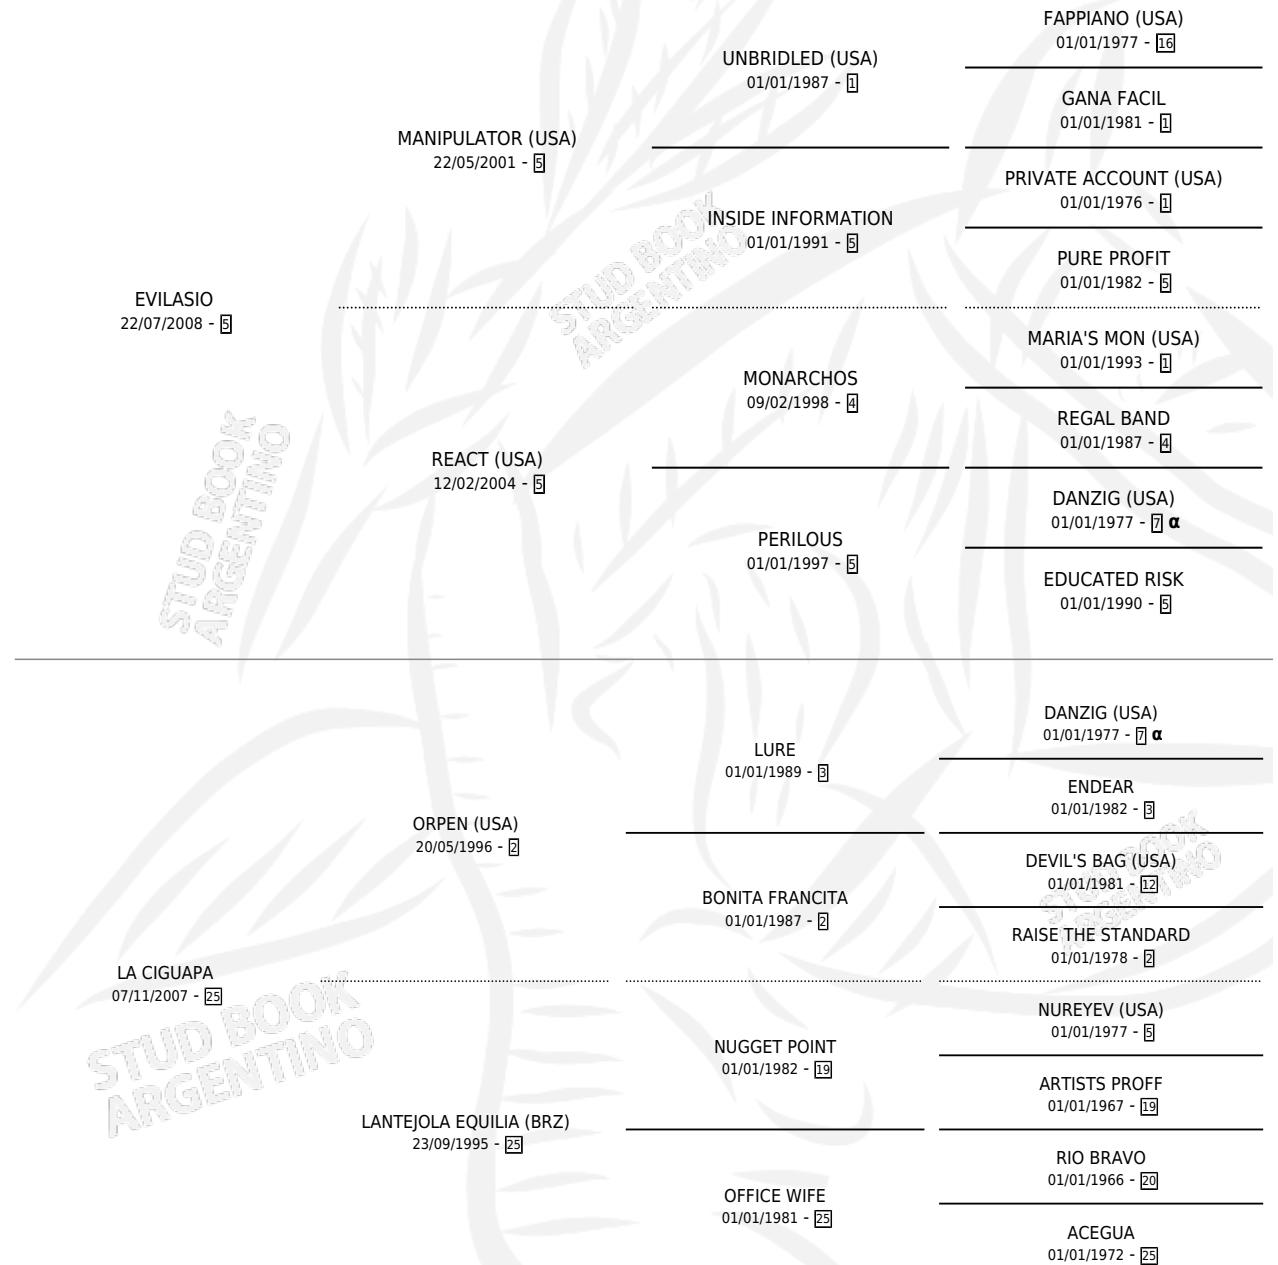 FAPPIANO (USA)
01/01/1977 - 16
UNBRIDLED (USA)
01/01/1987 - 1
GANA FACIL
01/01/1981 - 1
MANIPULATOR (USA)
22/05/2001 - 5
PRIVATE ACCOUNT (USA)
01/01/1976 - 1
INSIDE INFORMATION
01/01/1991 - 5
PURE PROFIT
01/01/1982 - 5
EVILASIO
22/07/2008 - 5
STUD BOOK
ARGENTINO
MARIA'S MON (USA)
01/01/1993 - 1
MONARCHOS
09/02/1998 - 4
REGAL BAND
01/01/1987 - 4
REACT (USA)
12/02/2004 - 5
DANZIG (USA)
01/01/1977 - 7 α
PERILOUS
01/01/1997 - 5
EDUCATED RISK
01/01/1990 - 5
STUD BOOK
ARGENTINO
DANZIG (USA)
01/01/1977 - 7 α
LURE
01/01/1989 - 3
ENDEAR
01/01/1982 - 3
ORPEN (USA)
20/05/1996 - 2
DEVIL'S BAG (USA)
01/01/1981 - 12
STUD BOOK
ARGENTINO
BONITA FRANCITA
01/01/1987 - 2
RAISE THE STANDARD
01/01/1978 - 2
LA CIGUAPA
07/11/2007 - 25
STUD BOOK
ARGENTINO
NUREYEV (USA)
01/01/1977 - 5
NUGGET POINT
01/01/1982 - 19
ARTISTS PROFF
01/01/1967 - 19
LANTEJOLA EQUILIA (BRZ)
23/09/1995 - 25
RIO BRAVO
01/01/1966 - 20
OFFICE WIFE
01/01/1981 - 25
ACEGUA
01/01/1972 - 25